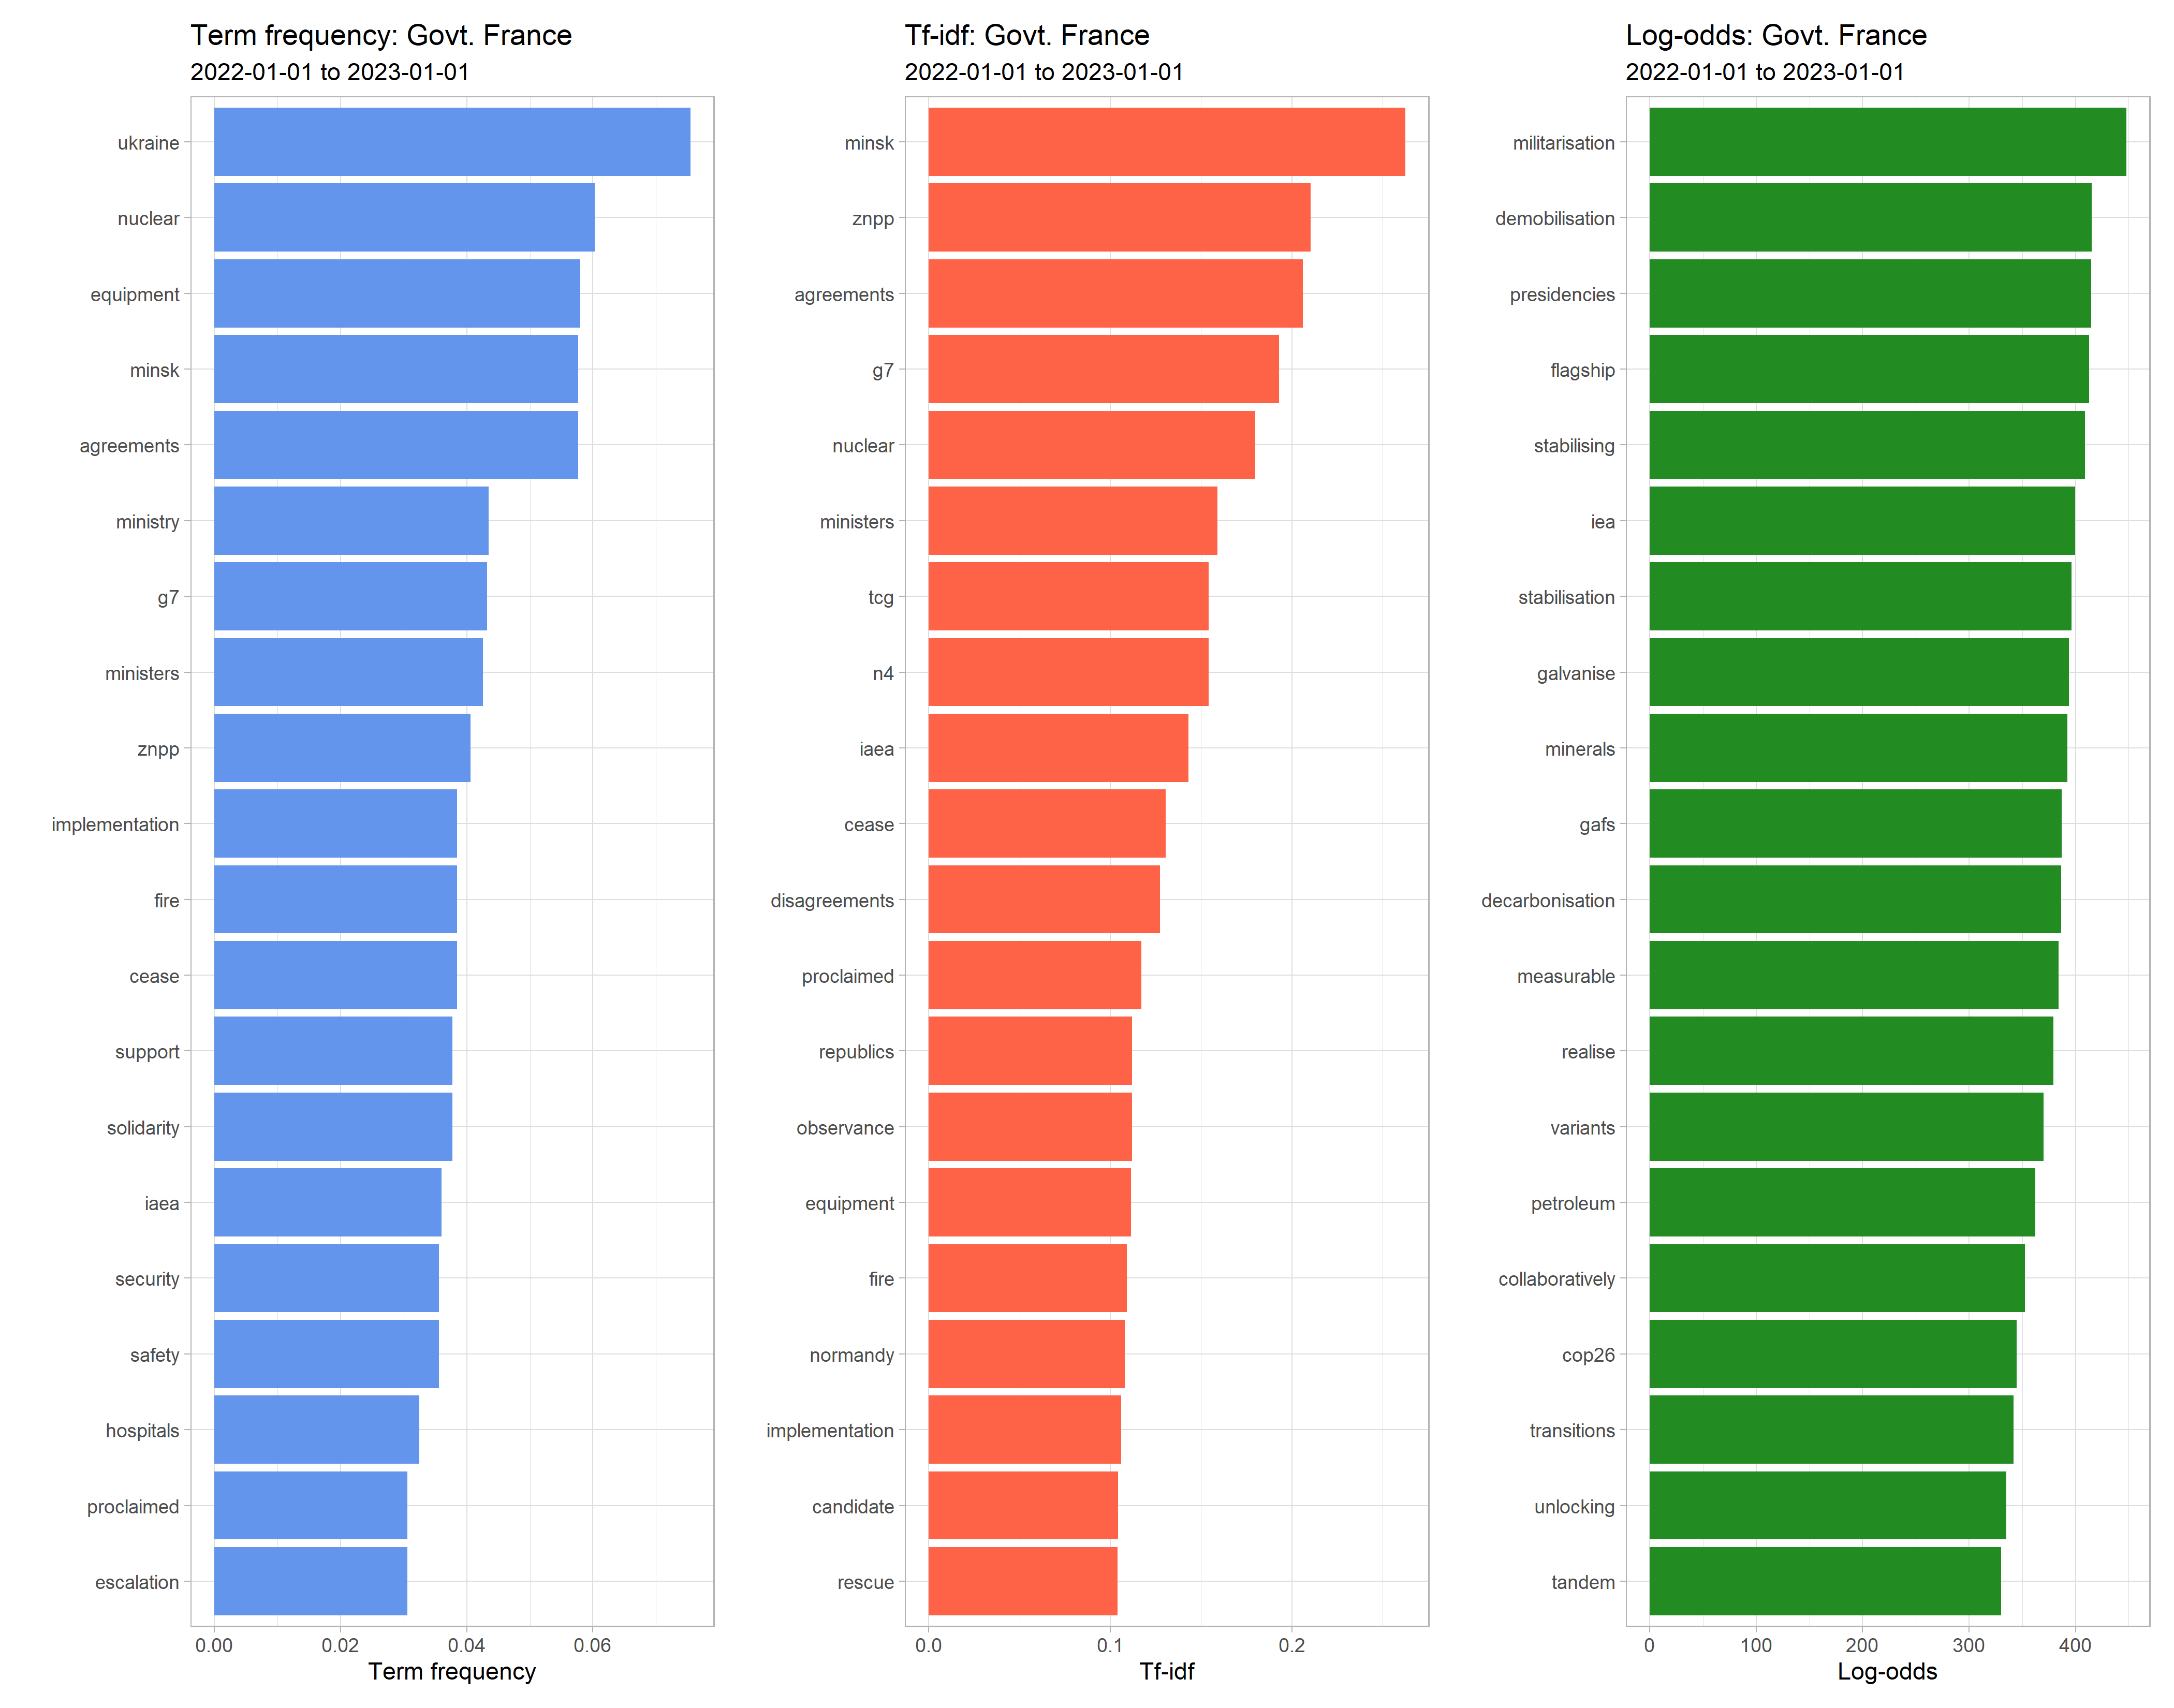 Term frequency: Govt. France
2022-01-01 to 2023-01-01
ukraine
nuclear
equipment
minsk
agreements
ministry
g7
ministers
znpp
implementation
fire
cease
support
solidarity
iaea
security
safety
hospitals
proclaimed
escalation
0.00 0.02 0.04 0.06
Term frequency
Tf-idf: Govt. France
2022-01-01 to 2023-01-01
minsk
znpp
agreements
g7
nuclear
ministers
tcg
n4
iaea
cease
disagreements
proclaimed
republics
observance
equipment
fire
normandy
implementation
candidate
rescue
0.0 0.1 0.2
Tf-idf
Log-odds: Govt. France
2022-01-01 to 2023-01-01
militarisation
demobilisation
presidencies
flagship
stabilising
iea
stabilisation
galvanise
minerals
gafs
decarbonisation
measurable
realise
variants
petroleum
collaboratively
cop26
transitions
unlocking
tandem
0 100 200 300 400
Log-odds